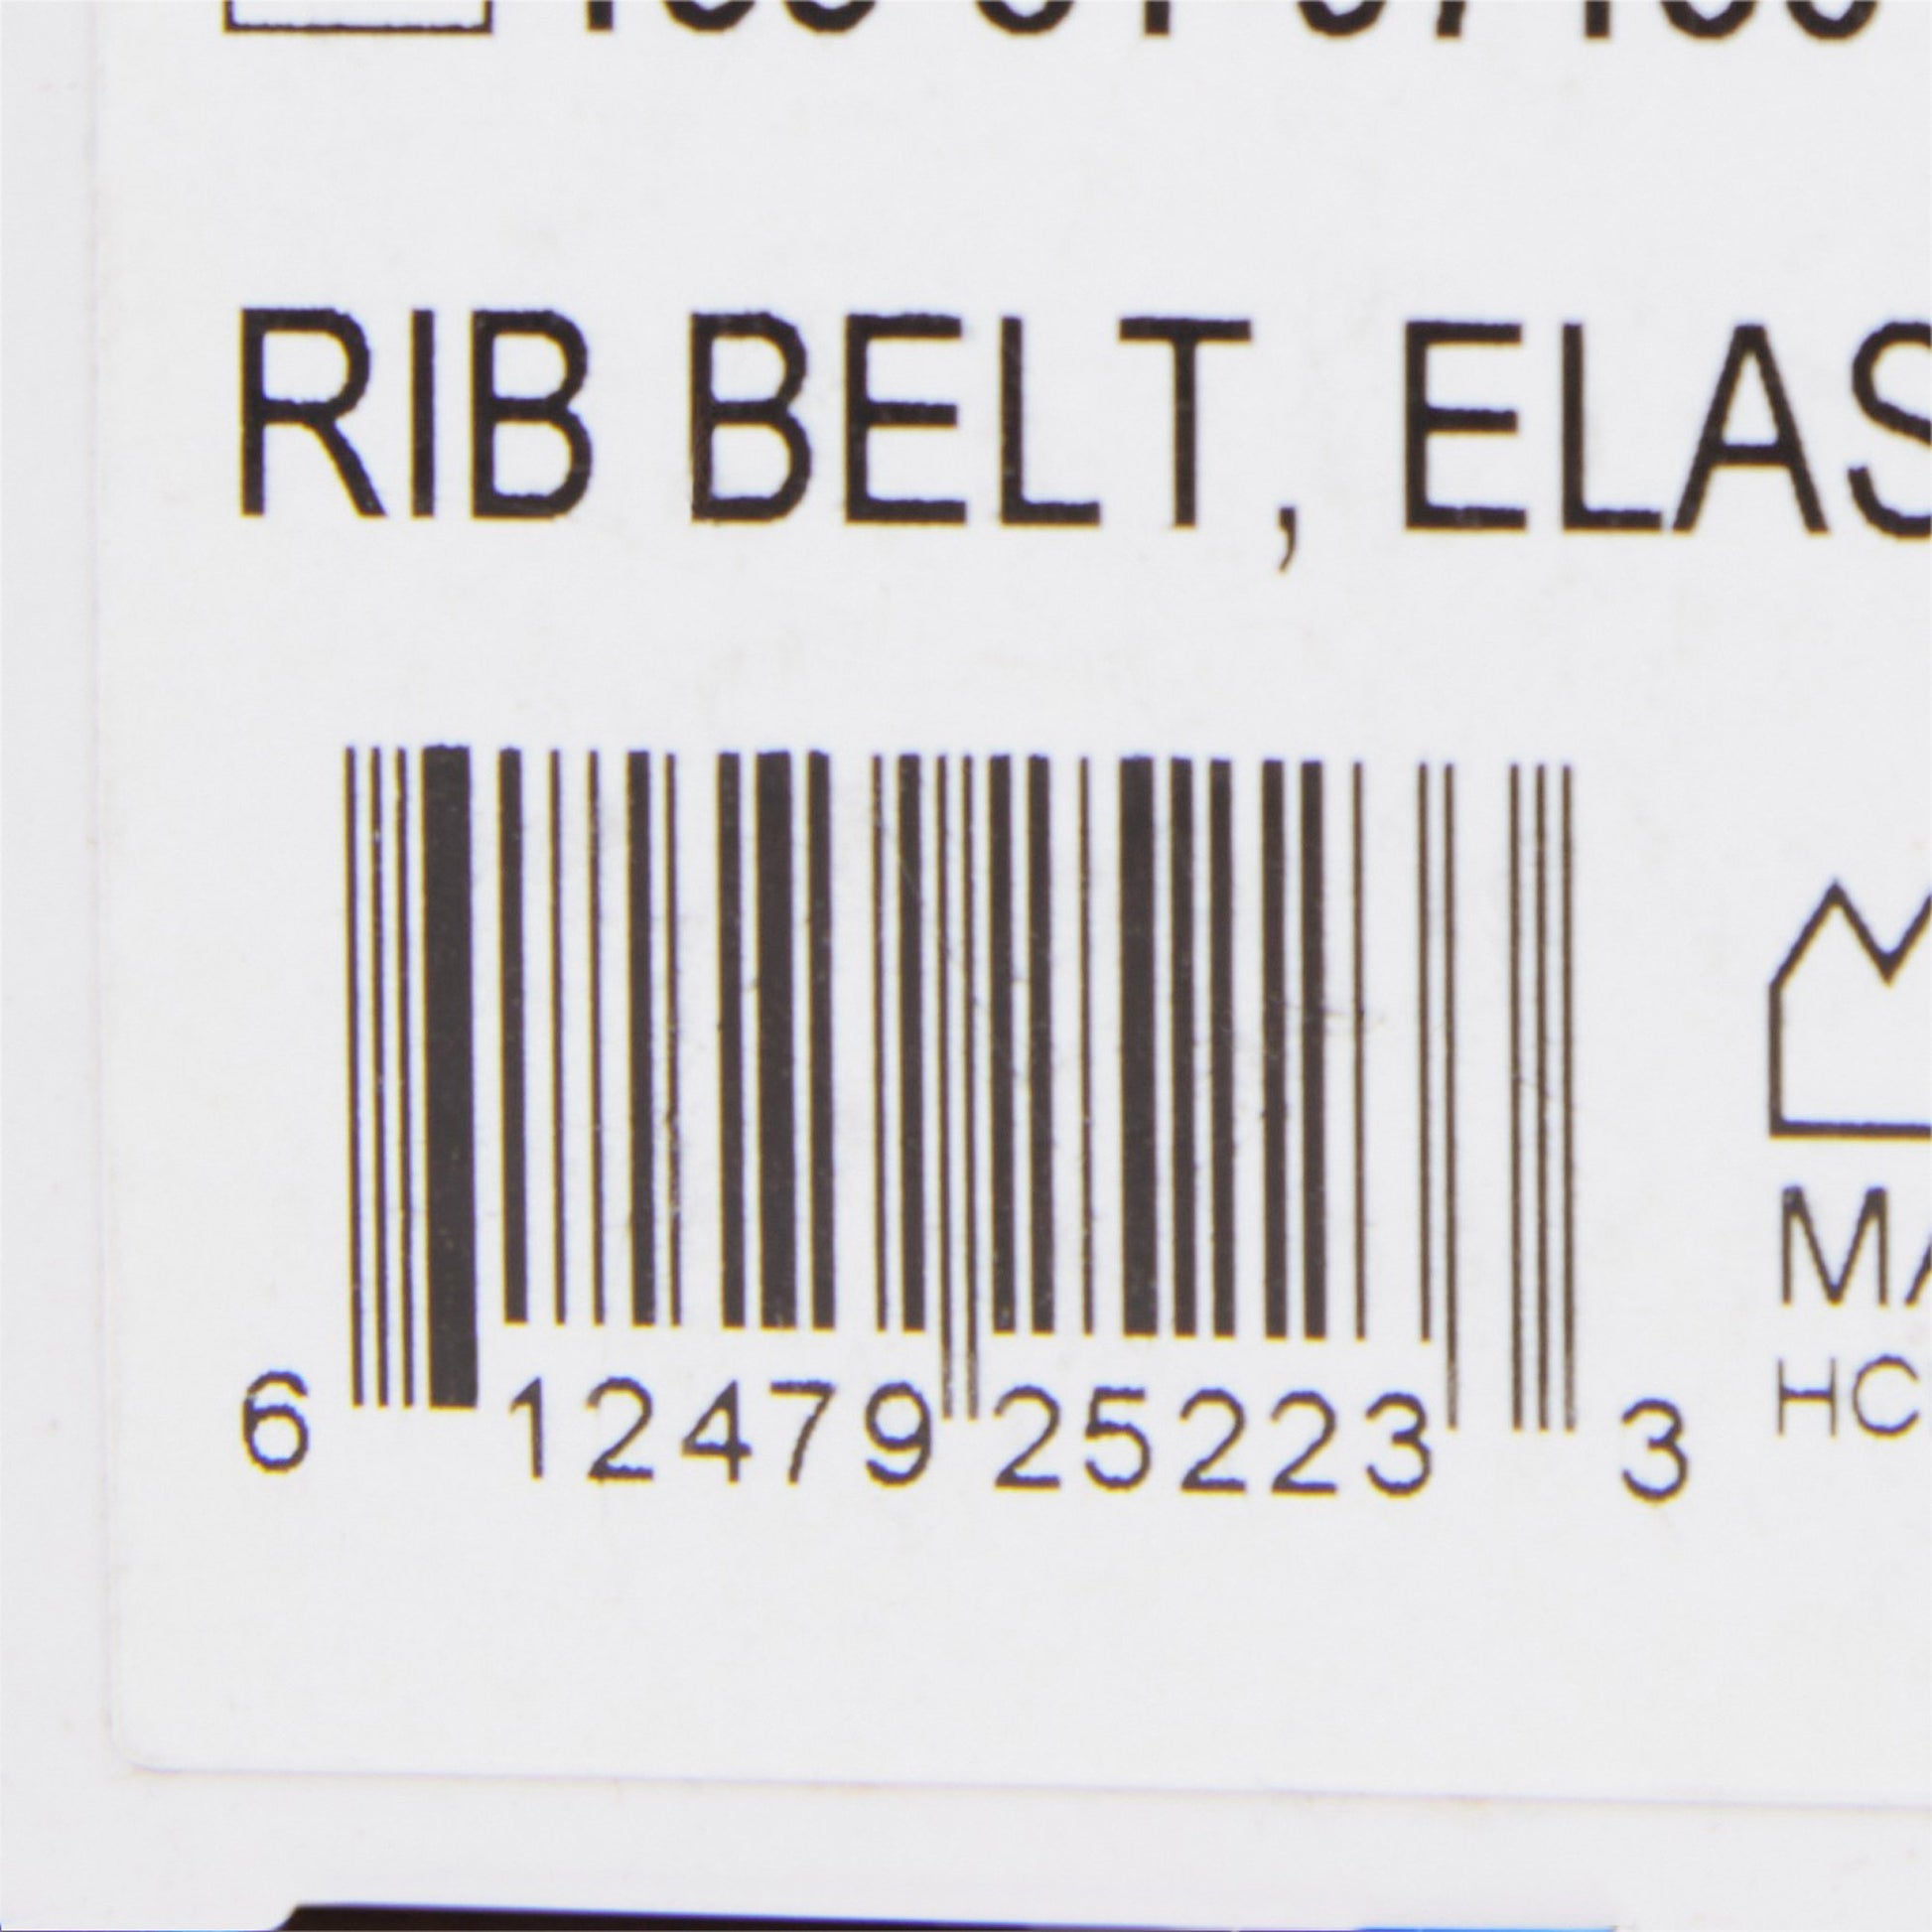 RIB BELT, ELAS
6 12479 25223 3
MA
HC